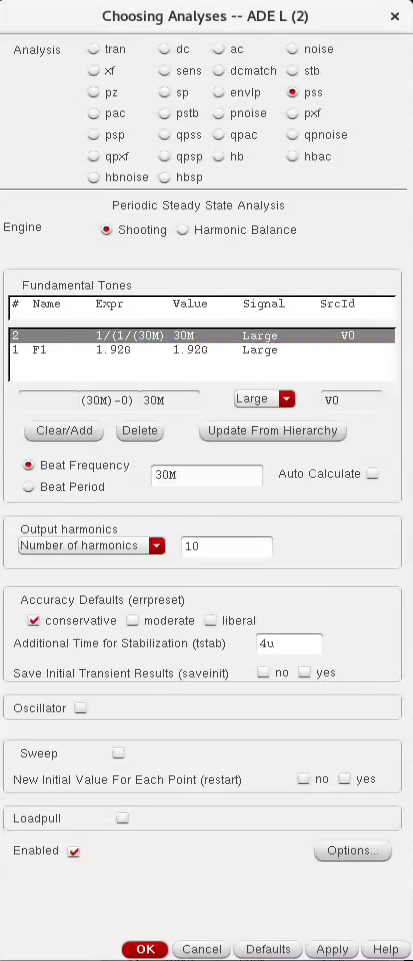 Choosing Analyses -- ADE L (2)
Analysis tran dc ac noise
xf sens dcmatch stb
pz sp envlp pss
pac pstb pnoise pxf
psp qpss qpac qpnoise
qpxf qpsp hb hbac
hbnoise hbsp
Periodic Steady State Analysis
Engine Shooting Harmonic Balance
Fundamental Tones
# Name Expr Value Signal SrcId
2 1/(1/(30M) 30M Large V0
1 F1 1.92G 1.92G Large
(30M)-0) 30M Large V0
Clear/Add Delete Update From Hierarchy
Beat Frequency 30M Auto Calculate
Beat Period
Output harmonics
Number of harmonics 10
Accuracy Defaults (errpreset)
conservative moderate liberal
Additional Time for Stabilization (tstab) 4u
Save Initial Transient Results (saveinit) no yes
Oscillator
Sweep
New Initial Value For Each Point (restart) no yes
Loadpull
Enabled Options...
OK Cancel Defaults Apply Help